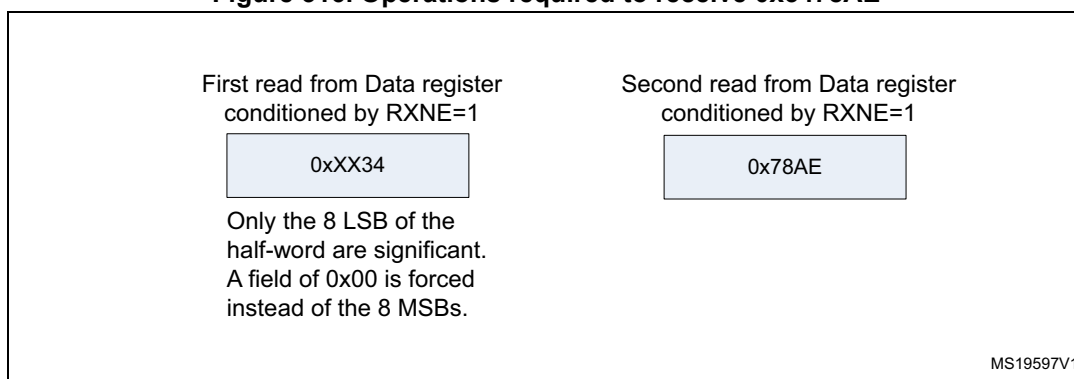 First read from Data register
conditioned by RXNE=1
0xXX34
Only the 8 LSB of the
half-word are significant.
A field of 0x00 is forced
instead of the 8 MSBs.
Second read from Data register
conditioned by RXNE=1
0x78AE
MS19597V1